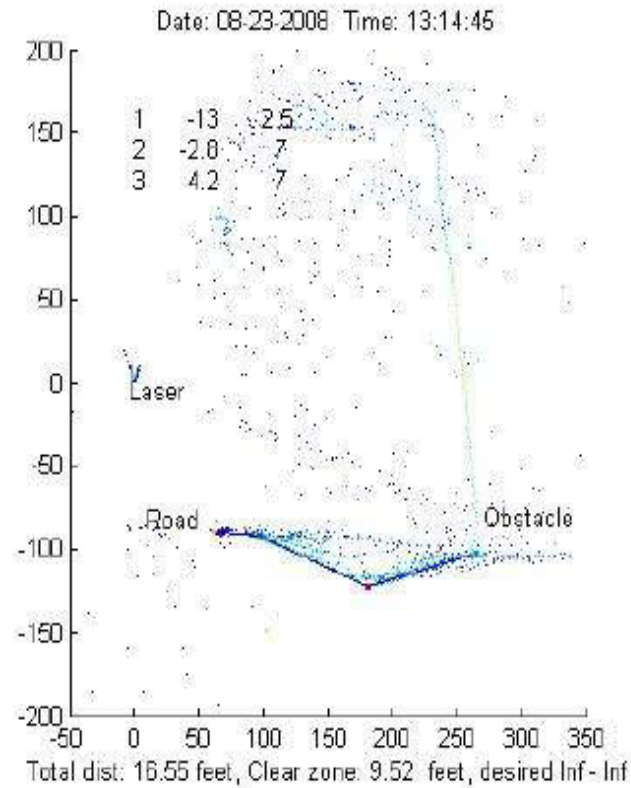 Date: 08-23-2008 Time: 13:14:45
200
1 -13 2.5
150
2 -2.8 7
3 4.2 7
100
50
0
Laser
-50
Road Obstacle
-100
-150
-200
-50 0 50 100 150 200 250 300 350
Total dist: 16.55 feet, Clear zone: 9.52 feet, desired Inf - Inf